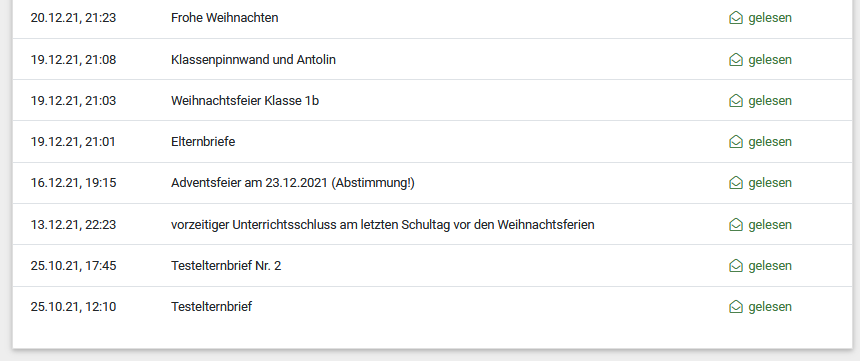 20.12.21, 21:23 Frohe Weihnachten gelesen
19.12.21, 21:08 Klassenpinnwand und Antolin gelesen
19.12.21, 21:03 Weihnachtsfeier Klasse 1b gelesen
19.12.21, 21:01 Elternbriefe gelesen
16.12.21, 19:15 Adventsfeier am 23.12.2021 (Abstimmung!) gelesen
13.12.21, 22:23 vorzeitiger Unterrichtsschluss am letzten Schultag vor den Weihnachtsferien gelesen
25.10.21, 17:45 Testelternbrief Nr. 2 gelesen
25.10.21, 12:10 Testelternbrief gelesen